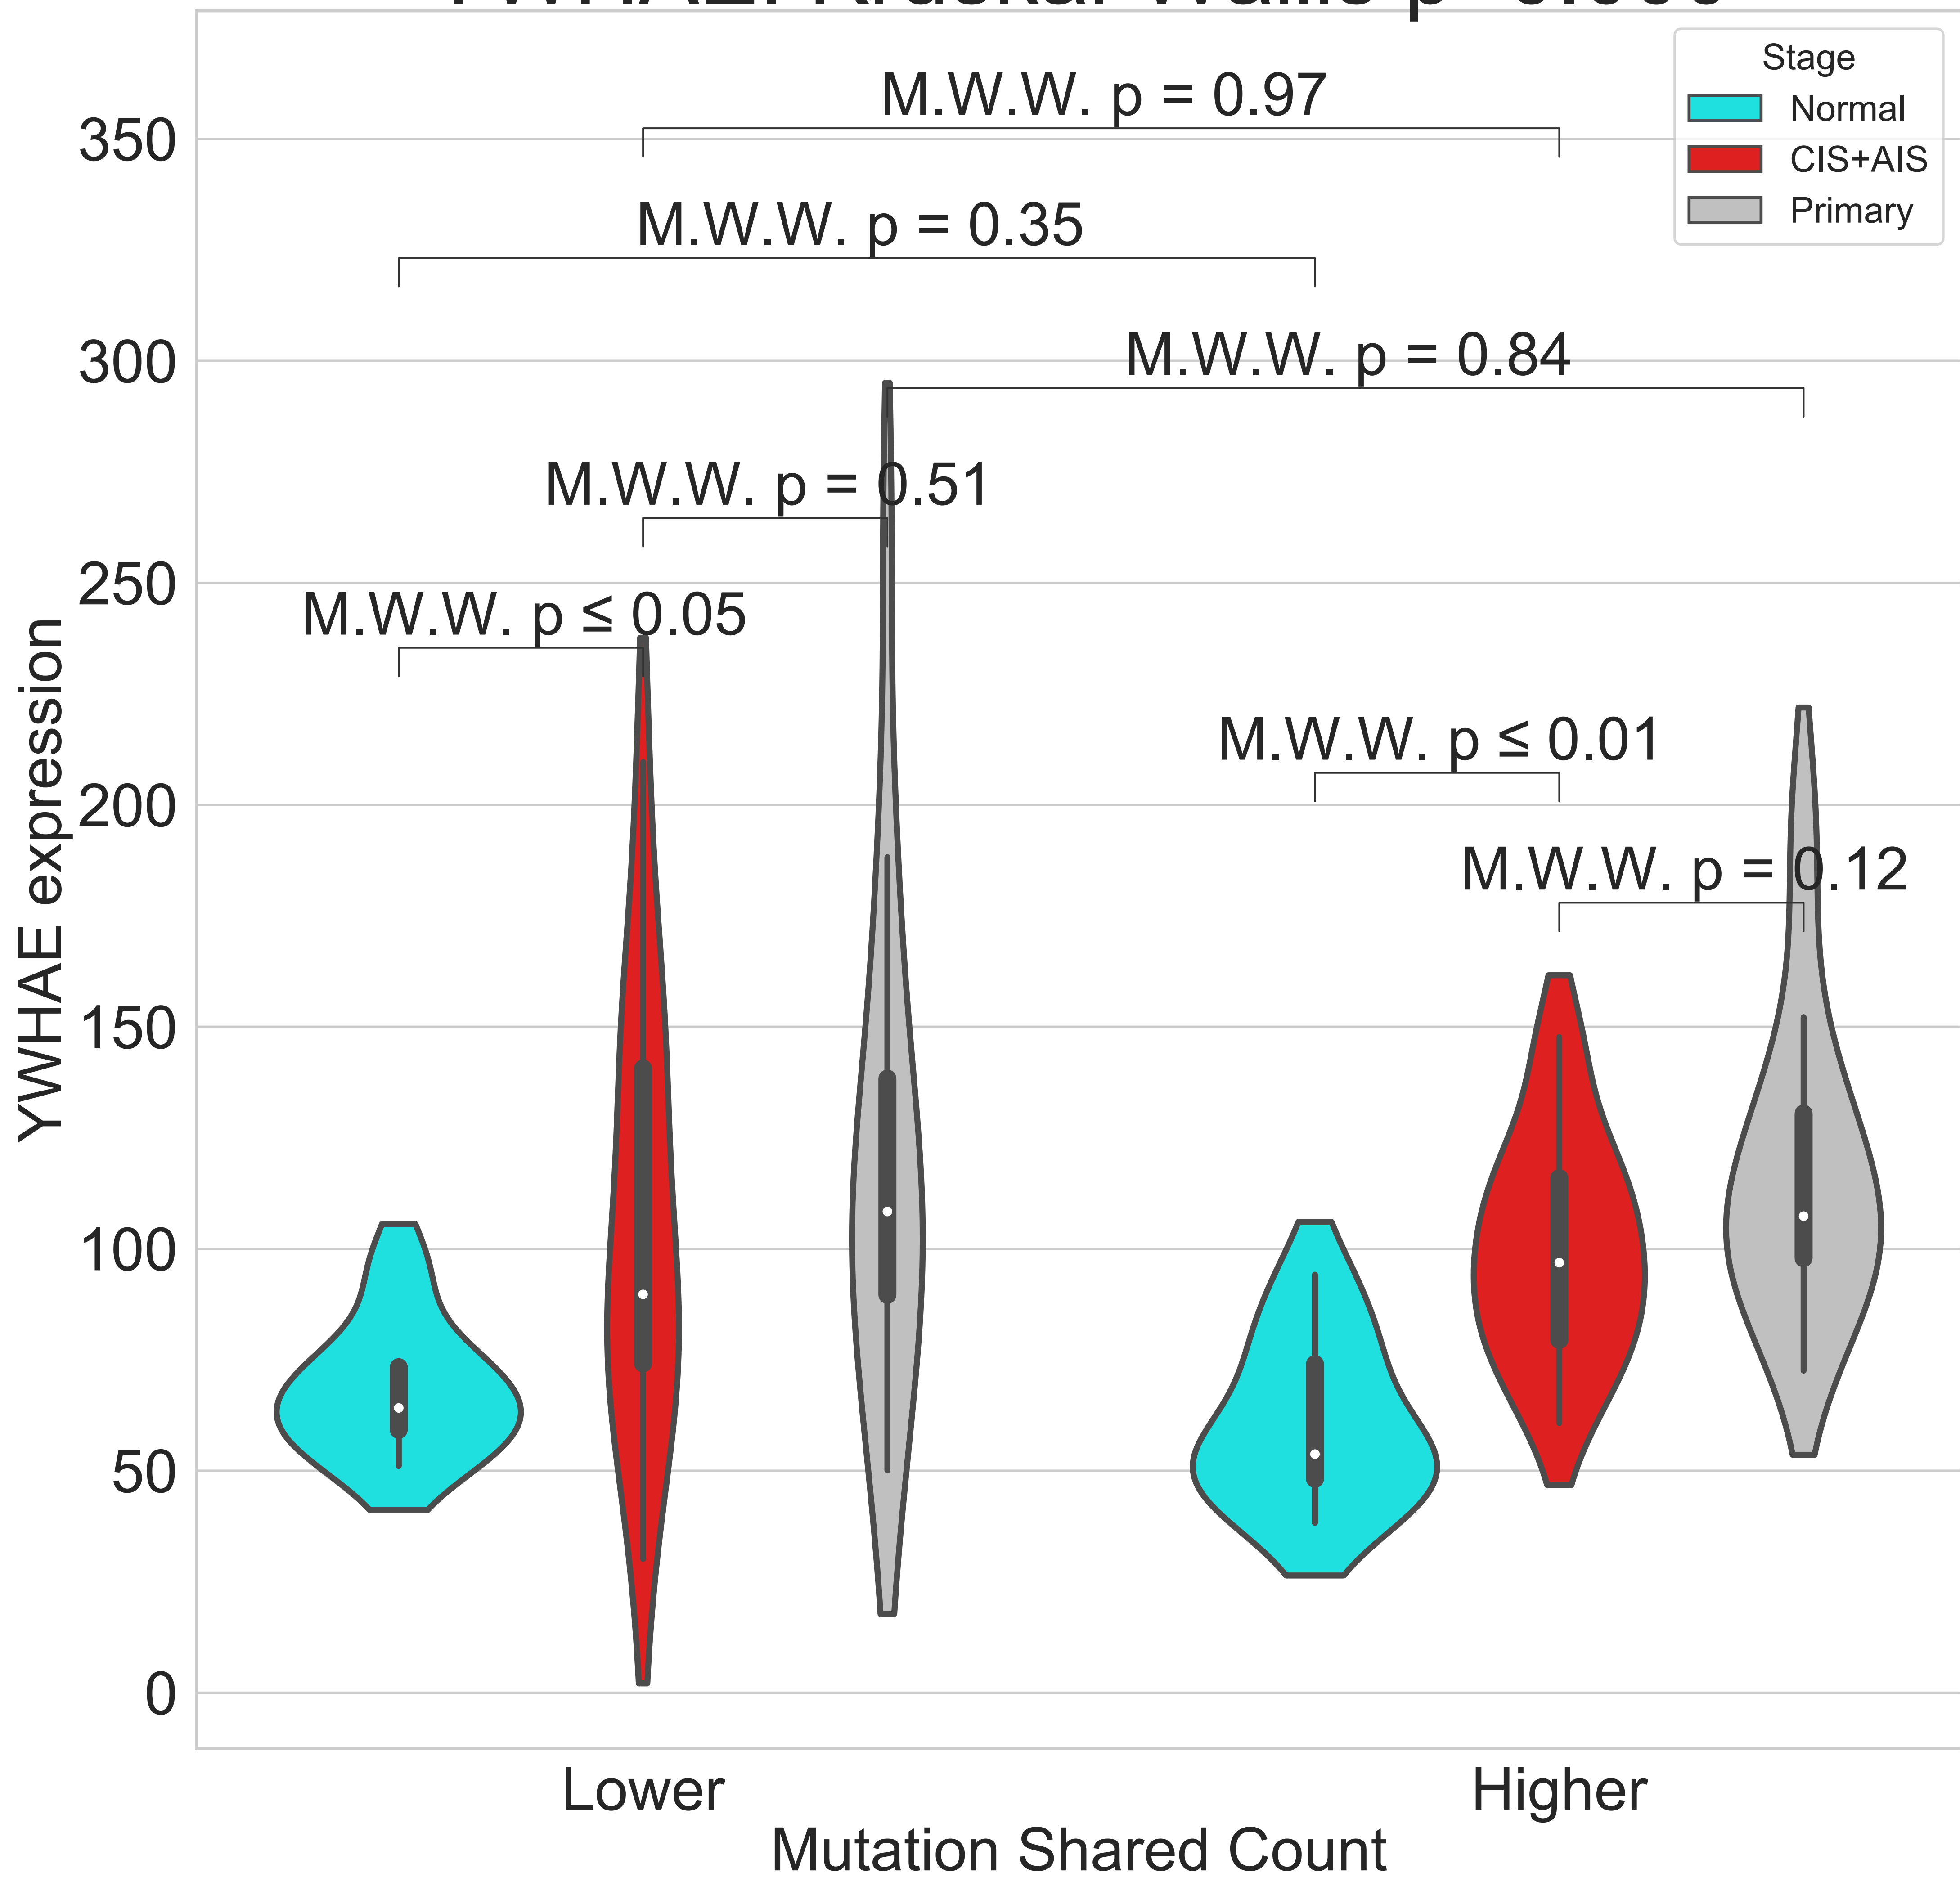 Stage
Normal
CIS+AIS
Primary
M.W.W. p = 0.97
M.W.W. p = 0.35
M.W.W. p = 0.84
M.W.W. p = 0.51
M.W.W. p ≤ 0.05
M.W.W. p ≤ 0.01
M.W.W. p = 0.12
YWHAE expression
350
300
250
200
150
100
50
0
Lower
Higher
Mutation Shared Count